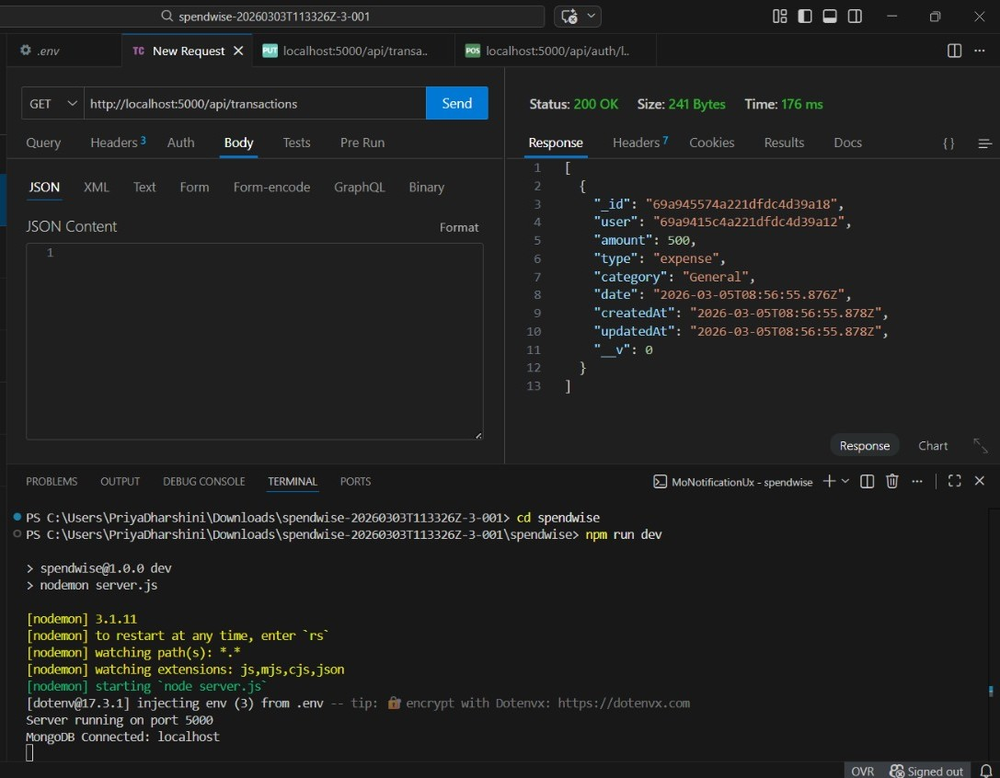 spendwise-20260303T113326Z-3-001
.env
TC New Request
PUT localhost:5000/api/transa..
POS localhost:5000/api/auth/l..
GET http://localhost:5000/api/transactions Send
Status: 200 OK Size: 241 Bytes Time: 176 ms
Query Headers 3 Auth Body Tests Pre Run
Response Headers 7 Cookies Results Docs {}
JSON XML Text Form Form-encode GraphQL Binary
JSON Content Format
1
1 [
2 {
3 "_id": "69a945574a221dfdc4d39a18",
4 "user": "69a9415c4a221dfdc4d39a12",
5 "amount": 500,
6 "type": "expense",
7 "category": "General",
8 "date": "2026-03-05T08:56:55.876Z",
9 "createdAt": "2026-03-05T08:56:55.878Z",
10 "updatedAt": "2026-03-05T08:56:55.878Z",
11 "__v": 0
12 }
13 ]
Response Chart
PROBLEMS OUTPUT DEBUG CONSOLE TERMINAL PORTS
MoNotificationUx - spendwise
PS C:\Users\PriyaDharshini\Downloads\spendwise-20260303T113326Z-3-001> cd spendwise
PS C:\Users\PriyaDharshini\Downloads\spendwise-20260303T113326Z-3-001\spendwise> npm run dev
> spendwise@1.0.0 dev
> nodemon server.js
[nodemon] 3.1.11
[nodemon] to restart at any time, enter `rs`
[nodemon] watching path(s): *.*
[nodemon] watching extensions: js,mjs,cjs,json
[nodemon] starting `node server.js`
[dotenv@17.3.1] injecting env (3) from .env -- tip: 🔐 encrypt with Dotenvx: https://dotenvx.com
Server running on port 5000
MongoDB Connected: localhost
OVR Signed out